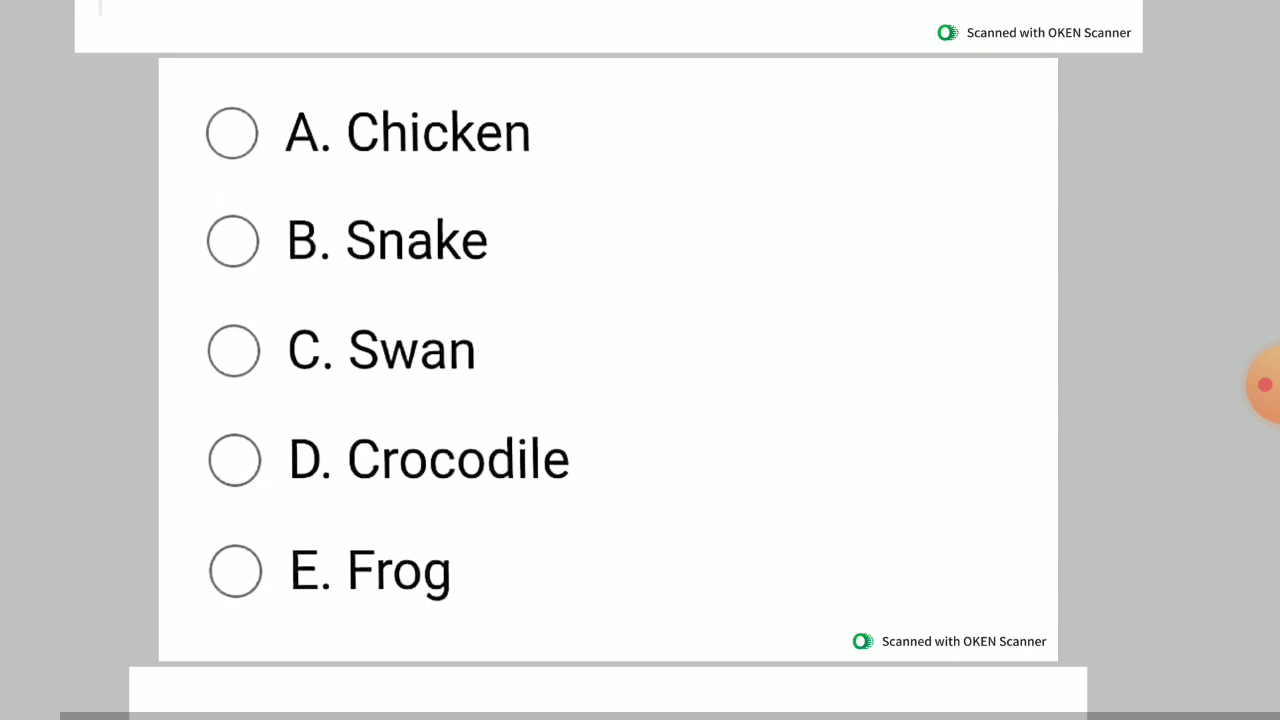 Scanned with OKEN Scanner
A. Chicken
B. Snake
C. Swan
D. Crocodile
E. Frog
Scanned with OKEN Scanner